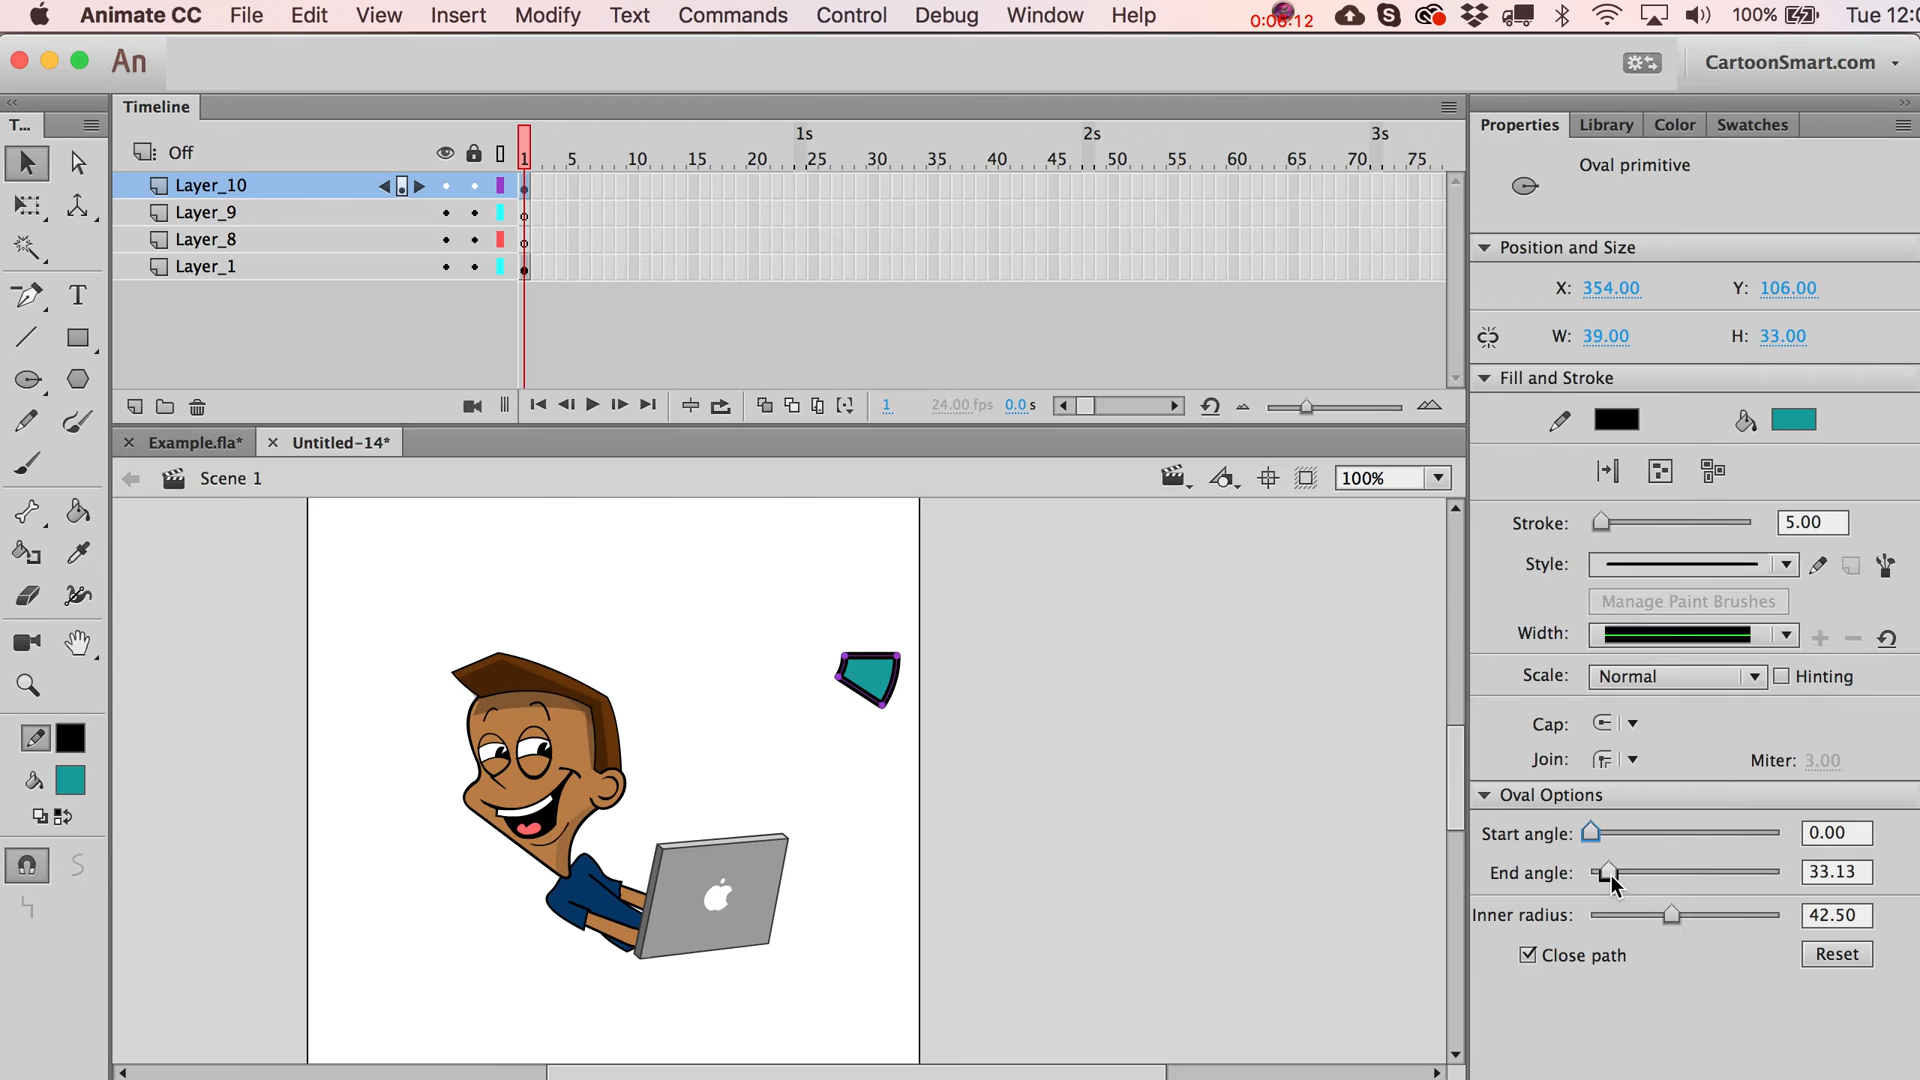 Animate CC File Edit View Insert Modify Text Commands Control Debug Window Help 0:06:12 100% Tue 12:0
An CartoonSmart.com
Timeline
T...
Properties Library Color Swatches
Off 1s 2s 3s
1 5 10 15 20 25 30 35 40 45 50 55 60 65 70 75
Oval primitive
Layer_10
Layer_9
Layer_8
Layer_1
Position and Size
X: 354.00 Y: 106.00
W: 39.00 H: 33.00
Fill and Stroke
1 24.00 fps 0.0 s
Example.fla* Untitled-14*
Scene 1 100%
Stroke: 5.00
Style:
Manage Paint Brushes
Width:
Scale: Normal Hinting
Cap:
Join: Miter: 3.00
Oval Options
Start angle: 0.00
End angle: 33.13
Inner radius: 42.50
Close path Reset